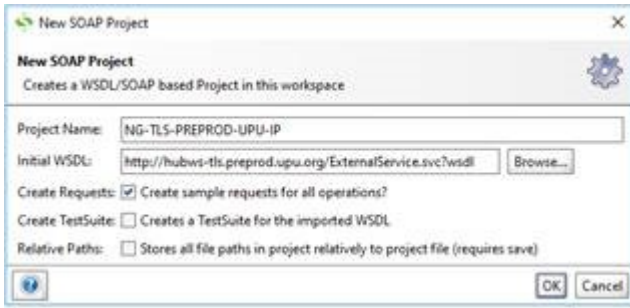 New SOAP Project
New SOAP Project
Creates a WSDL/SOAP based Project in this workspace
Project Name: NG-TLS-PREPROD-UPU-IP
Initial WSDL: http://hubws-tls.preprod.upu.org/ExternalService.svc?wsdl Browse...
Create Requests: Create sample requests for all operations?
Create TestSuite: Creates a TestSuite for the imported WSDL
Relative Paths: Stores all file paths in project relatively to project file (requires save)
OK Cancel